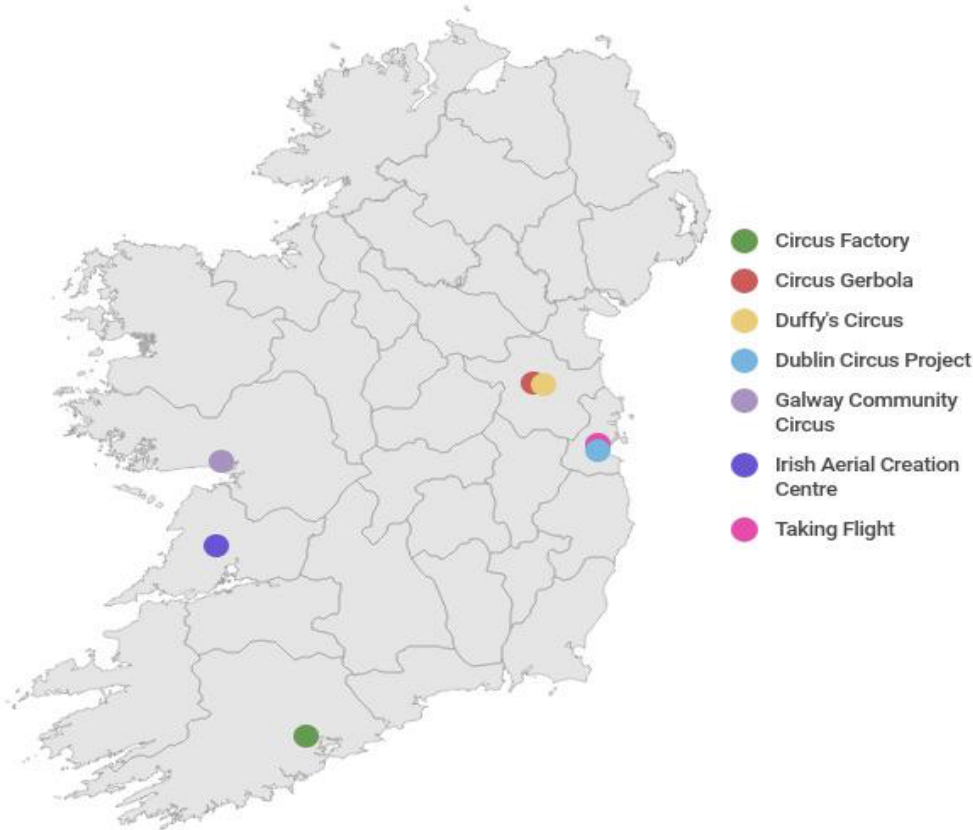 Circus Factory
Circus Gerbola
Duffy's Circus
Dublin Circus Project
Galway Community
Circus
Irish Aerial Creation
Centre
Taking Flight